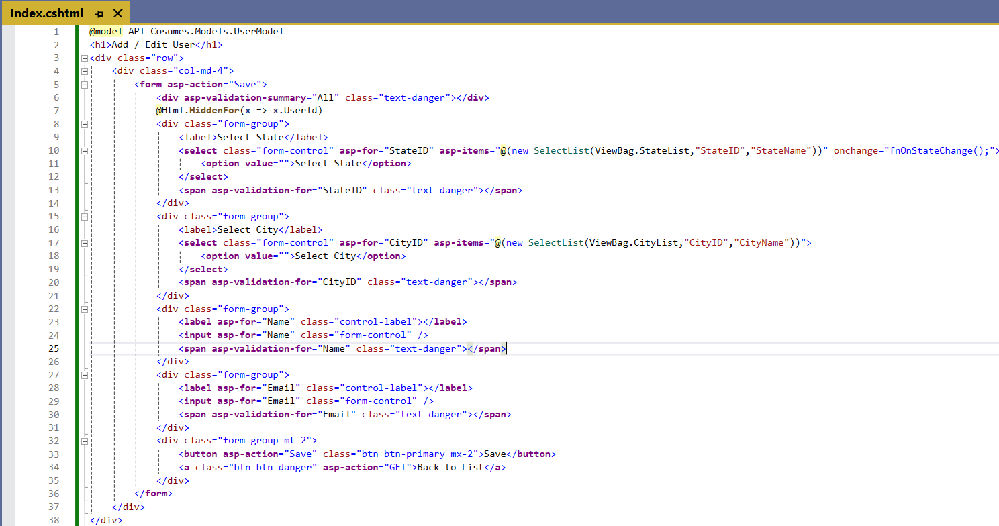 Index.cshtml
1 @model API_Cosumes.Models.UserModel
2 <h1>Add / Edit User</h1>
3 <div class="row">
4 <div class="col-md-4">
5 <form asp-action="Save">
6 <div asp-validation-summary="All" class="text-danger"></div>
7 @Html.HiddenFor(x => x.UserId)
8 <div class="form-group">
9 <label>Select State</label>
10 <select class="form-control" asp-for="StateID" asp-items="@(new SelectList(ViewBag.StateList,"StateID","StateName"))" onchange="fnOnStateChange();">
11 <option value="">Select State</option>
12 </select>
13 <span asp-validation-for="StateID" class="text-danger"></span>
14 </div>
15 <div class="form-group">
16 <label>Select City</label>
17 <select class="form-control" asp-for="CityID" asp-items="@(new SelectList(ViewBag.CityList,"CityID","CityName"))">
18 <option value="">Select City</option>
19 </select>
20 <span asp-validation-for="CityID" class="text-danger"></span>
21 </div>
22 <div class="form-group">
23 <label asp-for="Name" class="control-label"></label>
24 <input asp-for="Name" class="form-control" />
25 <span asp-validation-for="Name" class="text-danger"></span>
26 </div>
27 <div class="form-group">
28 <label asp-for="Email" class="control-label"></label>
29 <input asp-for="Email" class="form-control" />
30 <span asp-validation-for="Email" class="text-danger"></span>
31 </div>
32 <div class="form-group mt-2">
33 <button asp-action="Save" class="btn btn-primary mx-2">Save</button>
34 <a class="btn btn-danger" asp-action="GET">Back to List</a>
35 </div>
36 </form>
37 </div>
38 </div>